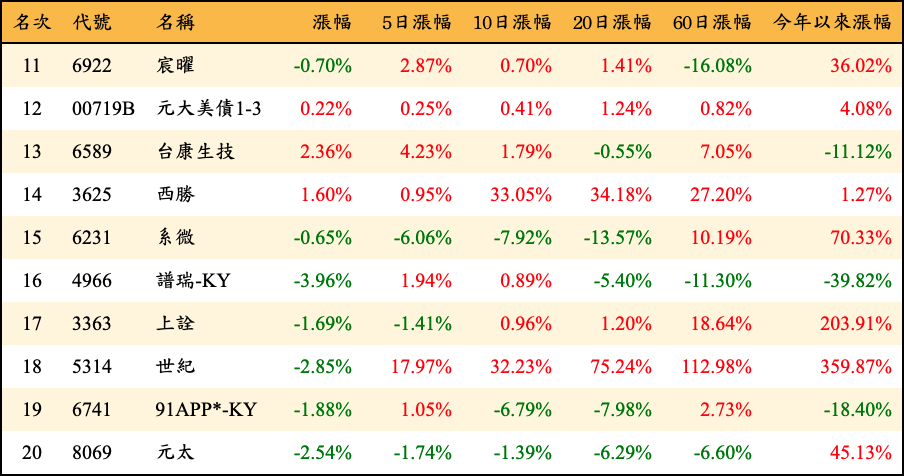 名次 代號 名稱 漲幅 5日漲幅 10日漲幅 20日漲幅 60日漲幅 今年以來漲幅
11 6922 宸曜 -0.70% 2.87% 0.70% 1.41% -16.08% 36.02%
12 00719B 元大美債1-3 0.22% 0.25% 0.41% 1.24% 0.82% 4.08%
13 6589 台康生技 2.36% 4.23% 1.79% -0.55% 7.05% -11.12%
14 3625 西勝 1.60% 0.95% 33.05% 34.18% 27.20% 1.27%
15 6231 系微 -0.65% -6.06% -7.92% -13.57% 10.19% 70.33%
16 4966 譜瑞-KY -3.96% 1.94% 0.89% -5.40% -11.30% -39.82%
17 3363 上詮 -1.69% -1.41% 0.96% 1.20% 18.64% 203.91%
18 5314 世紀 -2.85% 17.97% 32.23% 75.24% 112.98% 359.87%
19 6741 91APP*-KY -1.88% 1.05% -6.79% -7.98% 2.73% -18.40%
20 8069 元太 -2.54% -1.74% -1.39% -6.29% -6.60% 45.13%